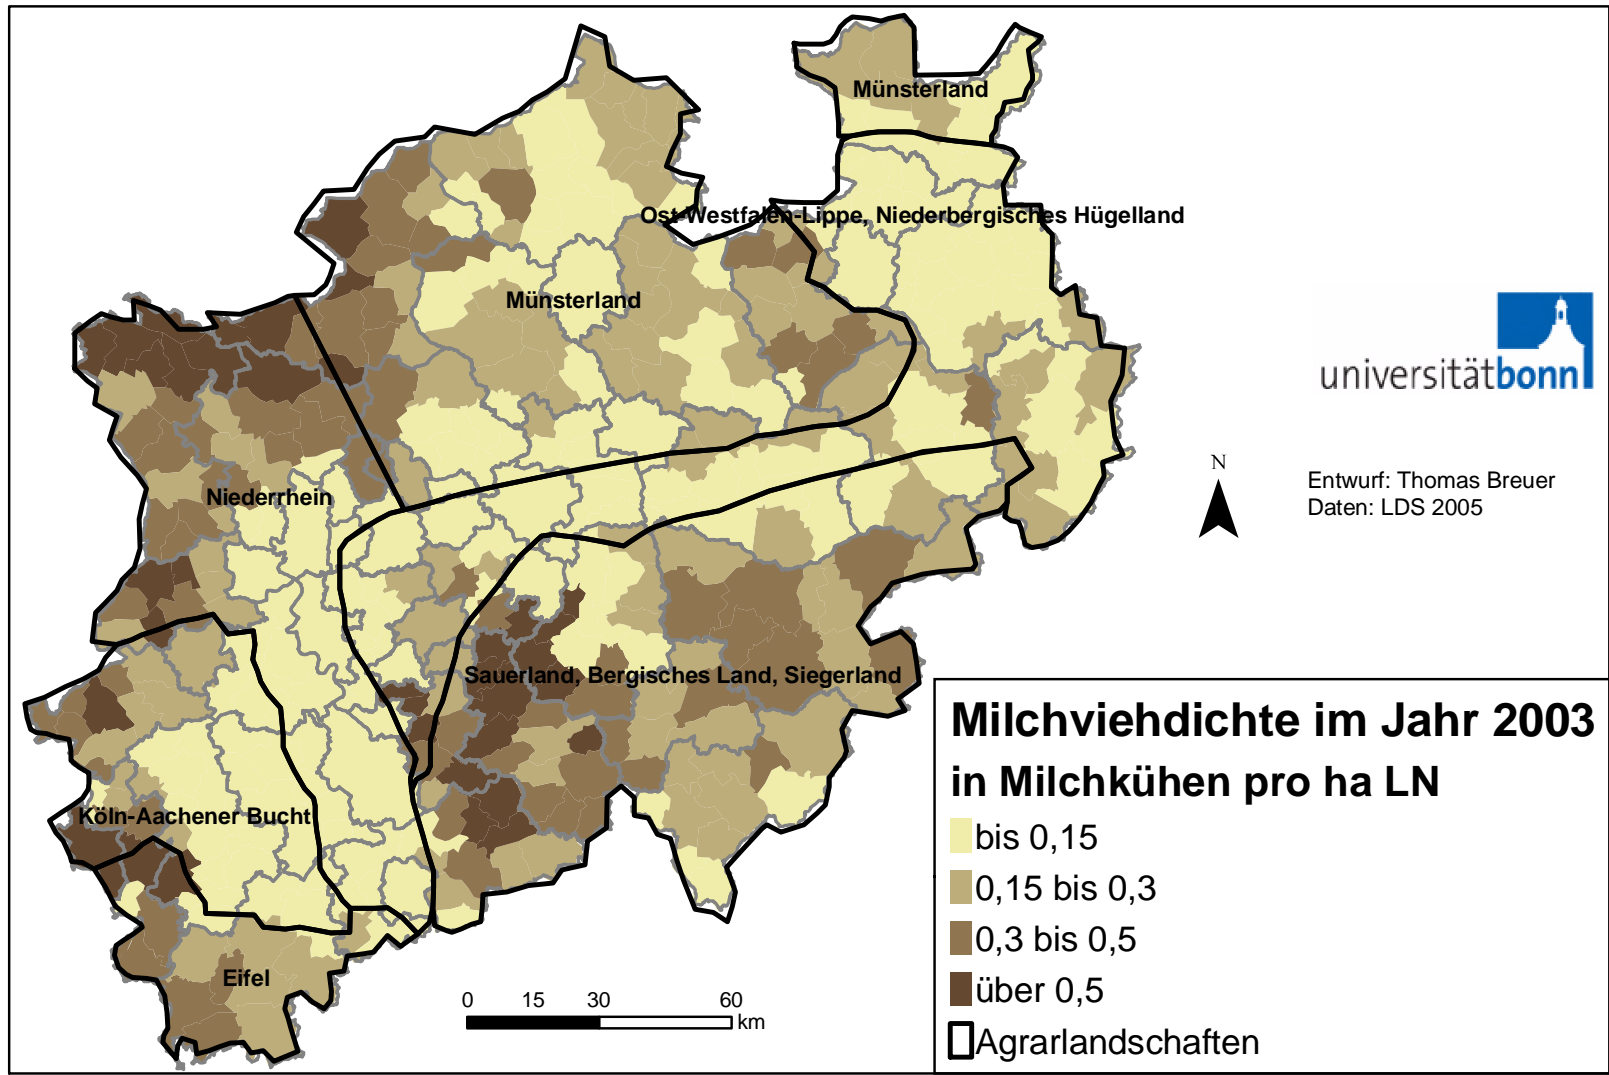 Münsterland
Ost-Westfalen-Lippe, Niederbergisches Hügelland
Münsterland
universitätbonn
N
Entwurf: Thomas Breuer
Daten: LDS 2005
Niederrhein
Sauerland, Bergisches Land, Siegerland
Köln-Aachener Bucht
Eifel
0 15 30 60
km
Milchviehdichte im Jahr 2003
in Milchkühen pro ha LN
bis 0,15
0,15 bis 0,3
0,3 bis 0,5
über 0,5
Agrarlandschaften